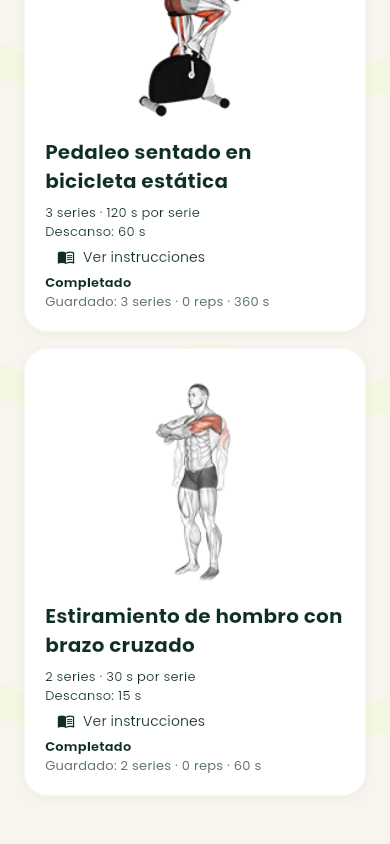 Pedaleo sentado en
bicicleta estática
3 series · 120 s por serie
Descanso: 60 s
Ver instrucciones
Completado
Guardado: 3 series · 0 reps · 360 s
Estiramiento de hombro con
brazo cruzado
2 series · 30 s por serie
Descanso: 15 s
Ver instrucciones
Completado
Guardado: 2 series · 0 reps · 60 s